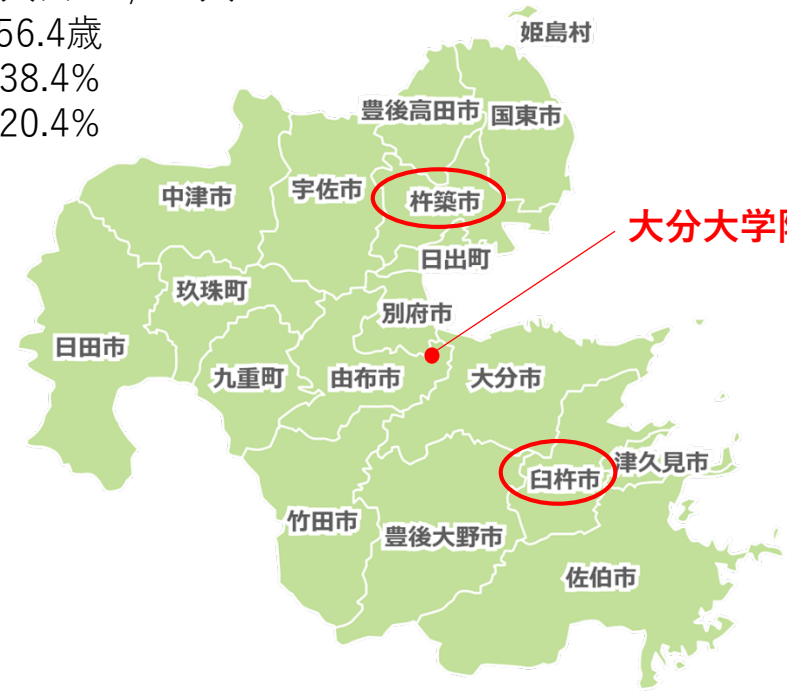 56.4歳
38.4%
20.4%
姫島村
豊後高田市
国東市
中津市
宇佐市
杵築市
大分大学
日出町
玖珠町
別府市
日田市
九重町
由布市
大分市
津久見市
臼杵市
竹田市
豊後大野市
佐伯市